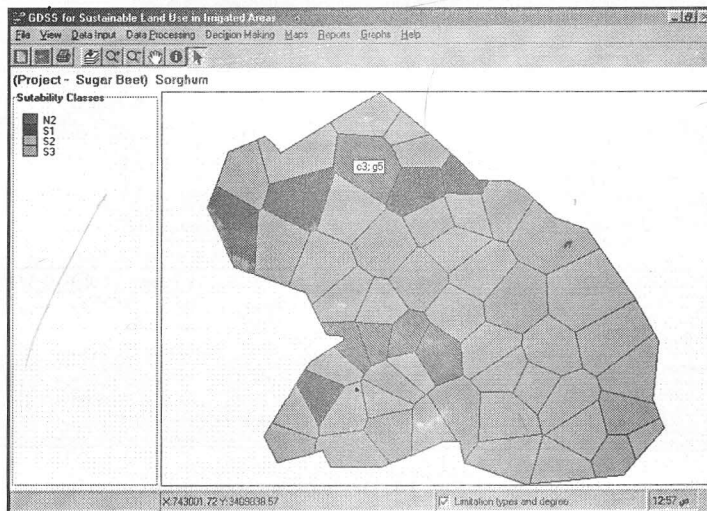 GDSS for Sustainable Land Use in Irrigated Areas
File View Data Input Data Processing Decision Making Maps Reports Graphs Help
(Project - Sugar Beet) Sorghum
Sutability Classes
N2
S1
S2
S3
c3; g5
X:743001.72 Y:3409838.57
Limitation types and degree
12:57 ص